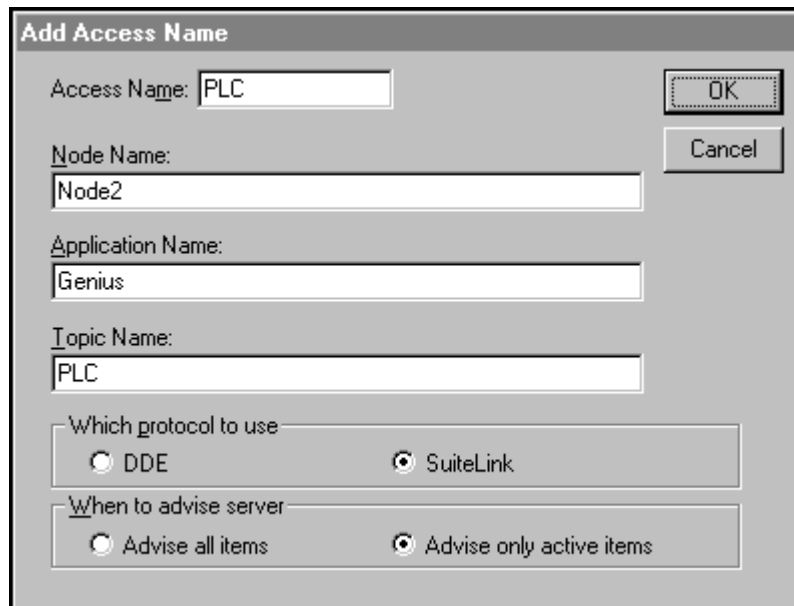 Add Access Name
Access Name: PLC
OK
Cancel
Node Name:
Node2
Application Name:
Genius
Topic Name:
PLC
Which protocol to use
DDE SuiteLink
When to advise server
Advise all items Advise only active items